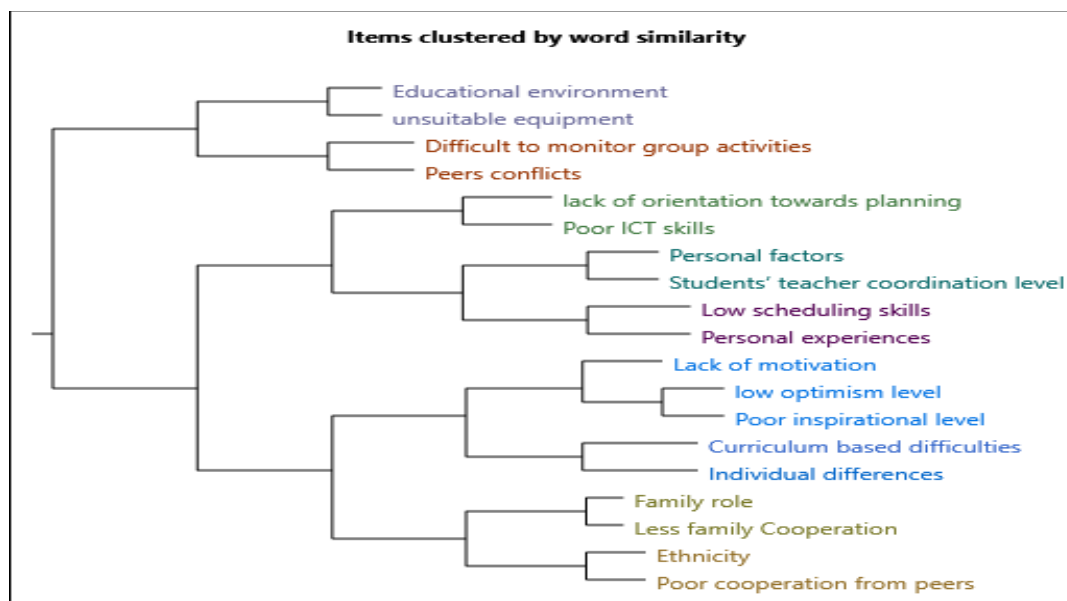 Items clustered by word similarity
Educational environment
unsuitable equipment
Difficult to monitor group activities
Peers conflicts
lack of orientation towards planning
Poor ICT skills
Personal factors
Students’ teacher coordination level
Low scheduling skills
Personal experiences
Lack of motivation
low optimism level
Poor inspirational level
Curriculum based difficulties
Individual differences
Family role
Less family Cooperation
Ethnicity
Poor cooperation from peers